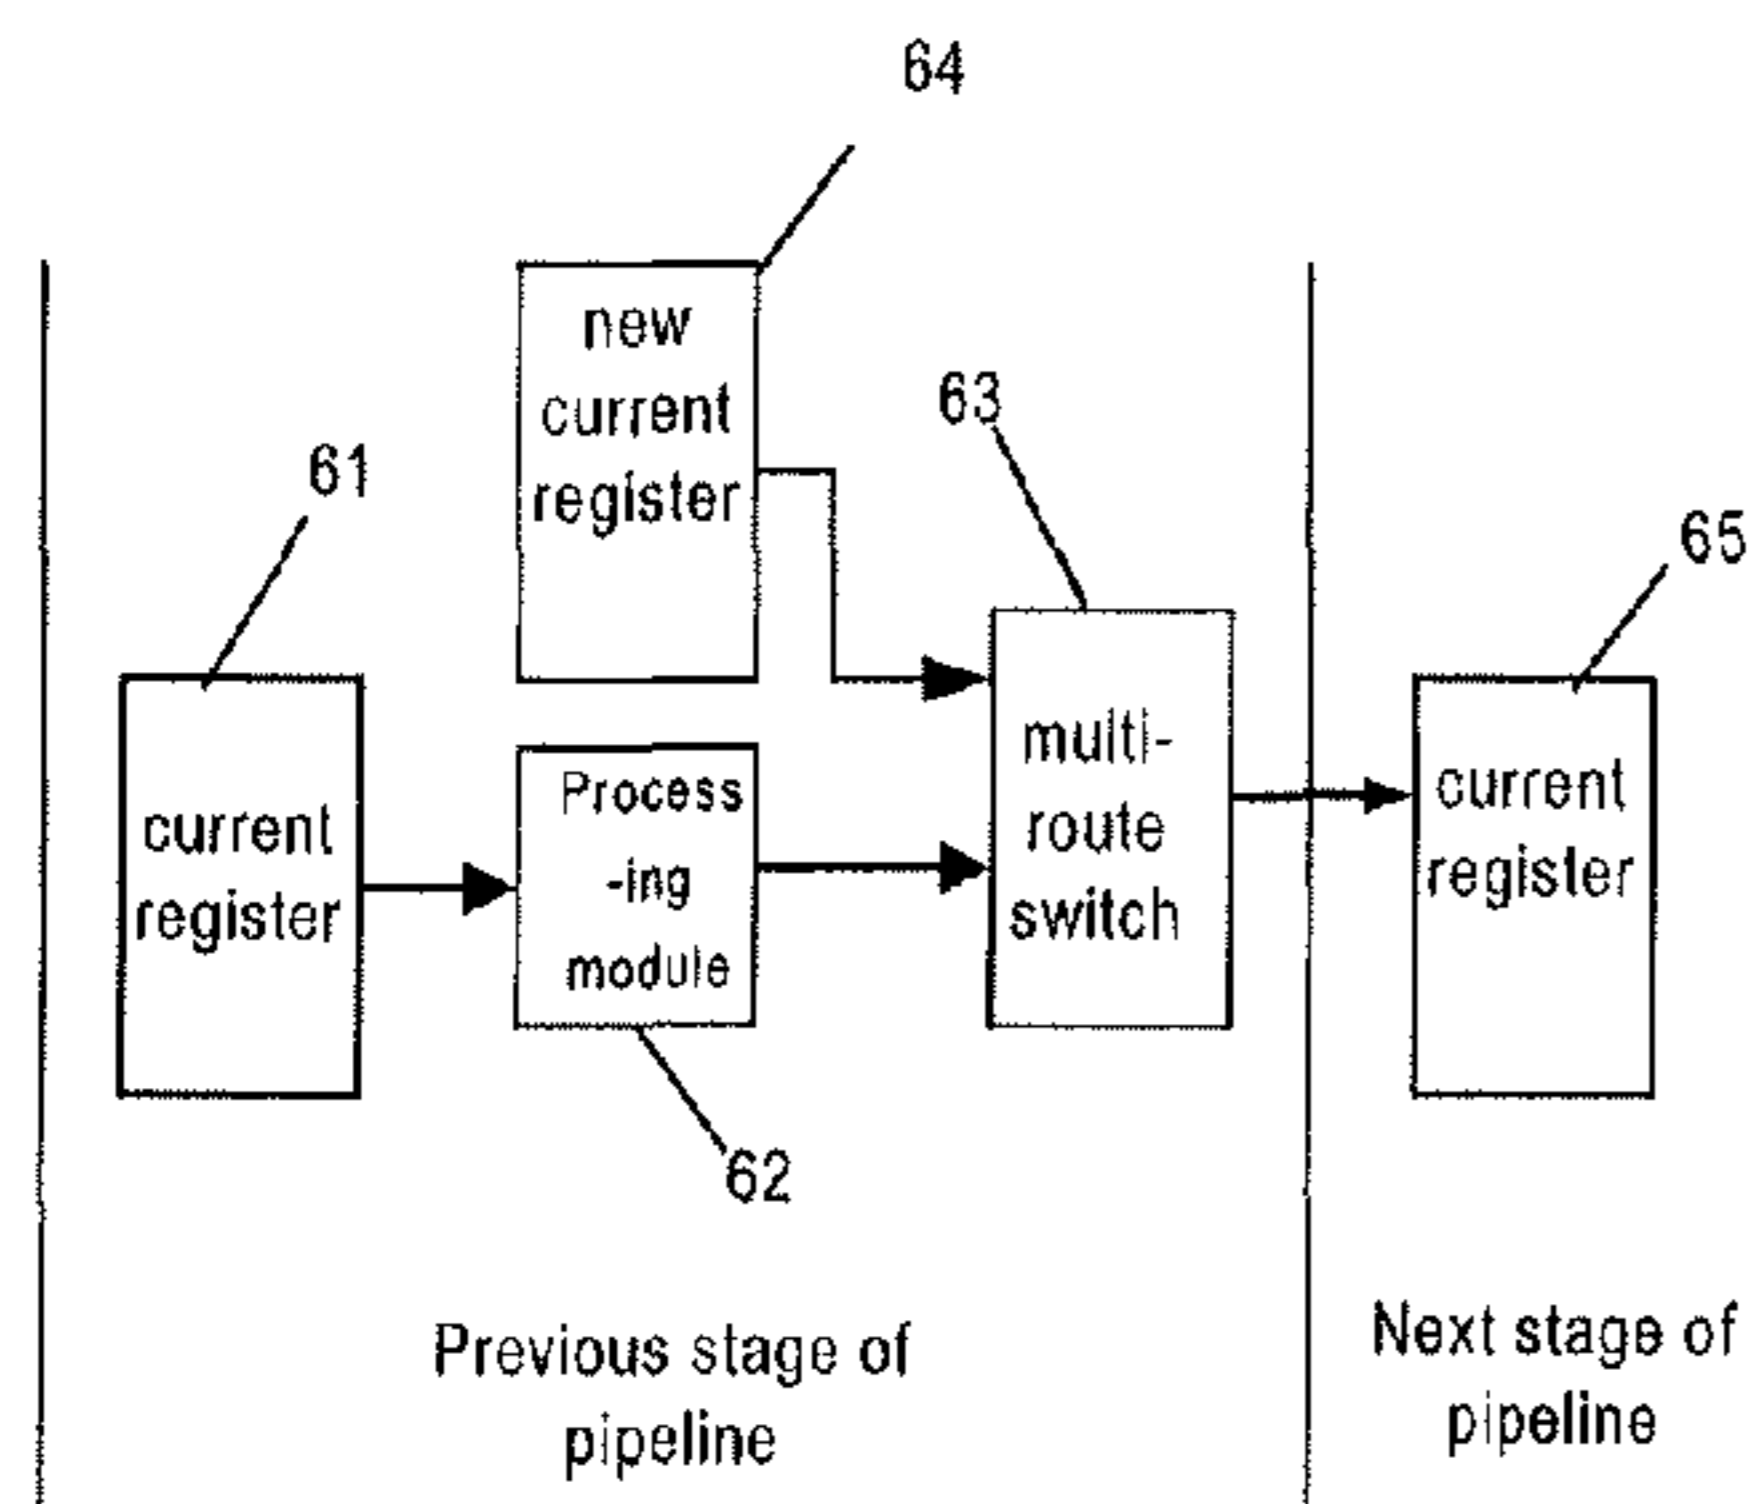 64
new
current
register
63
61
65
multi-
route
switch
current
register
Process
-ing
module
current
register
62
Previous stage of
pipeline
Next stage of
pipeline